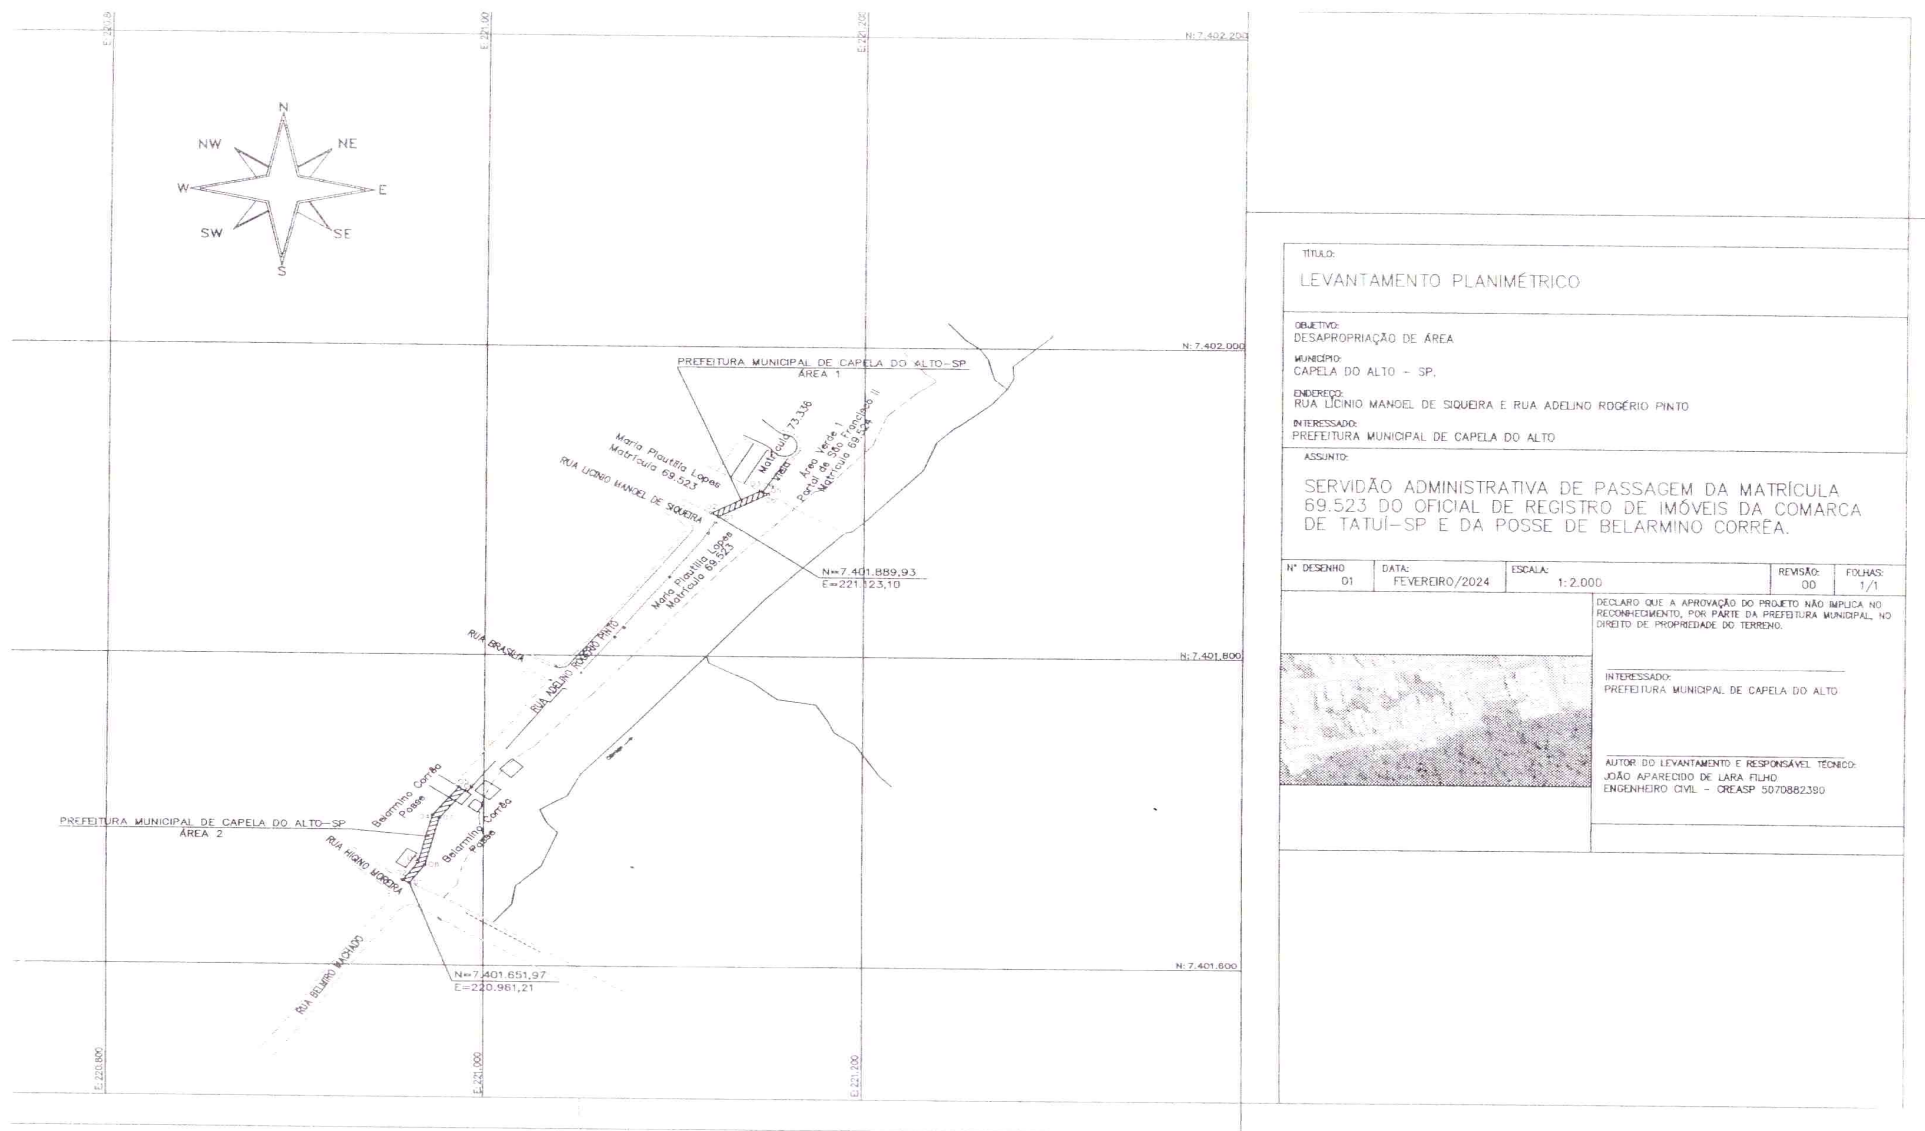 E: 221.00
E: 221.200
N: 7.402.200
N
NW
NE
W
E
SW
SE
S
N: 7.402.000
PREFEITURA MUNICIPAL DE CAPELA DO ALTO-SP
ÁREA 1
Maria Plautilia Lopes
Matrícula 69.523
Matrícula 73.336
Viela
Área Verde 1
Portal de São Francisco II
Matrícula 69.524
RUA LICINIO MANOEL DE SIQUEIRA
Maria Plautilia Lopes
Matrícula 69.523
N=7.401.889,93
E=221.123,10
RUA BRASILIA
RUA ADELINO ROGÉRIO PINTO
N: 7.401.800
Belarmino Corrêa
Posse
Belarmino Corrêa
Posse
PREFEITURA MUNICIPAL DE CAPELA DO ALTO-SP
ÁREA 2
RUA HIGINO MOREIRA
RUA BELMIRO MACHADO
N=7.401.651,97
E=220.961,21
N: 7.401.600
E: 220.800
E: 221.000
E: 221.200
TÍTULO:
LEVANTAMENTO PLANIMÉTRICO
OBJETIVO:
DESAPROPRIAÇÃO DE ÁREA
MUNICÍPIO:
CAPELA DO ALTO - SP.
ENDEREÇO:
RUA LÍCINIO MANOEL DE SIQUEIRA E RUA ADELINO ROGÉRIO PINTO
INTERESSADO:
PREFEITURA MUNICIPAL DE CAPELA DO ALTO
ASSUNTO:
SERVIDÃO ADMINISTRATIVA DE PASSAGEM DA MATRÍCULA
69.523 DO OFICIAL DE REGISTRO DE IMÓVEIS DA COMARCA
DE TATUÍ-SP E DA POSSE DE BELARMINO CORRÊA.
N° DESENHO
01
DATA:
FEVEREIRO/2024
ESCALA:
1:2.000
REVISÃO:
00
FOLHAS:
1/1
DECLARO QUE A APROVAÇÃO DO PROJETO NÃO IMPLICA NO
RECONHECIMENTO, POR PARTE DA PREFEITURA MUNICIPAL, NO
DIREITO DE PROPRIEDADE DO TERRENO.
INTERESSADO:
PREFEITURA MUNICIPAL DE CAPELA DO ALTO
AUTOR DO LEVANTAMENTO E RESPONSÁVEL TÉCNICO:
JOÃO APARECIDO DE LARA FILHO
ENGENHEIRO CIVIL - CREASP 5070882390